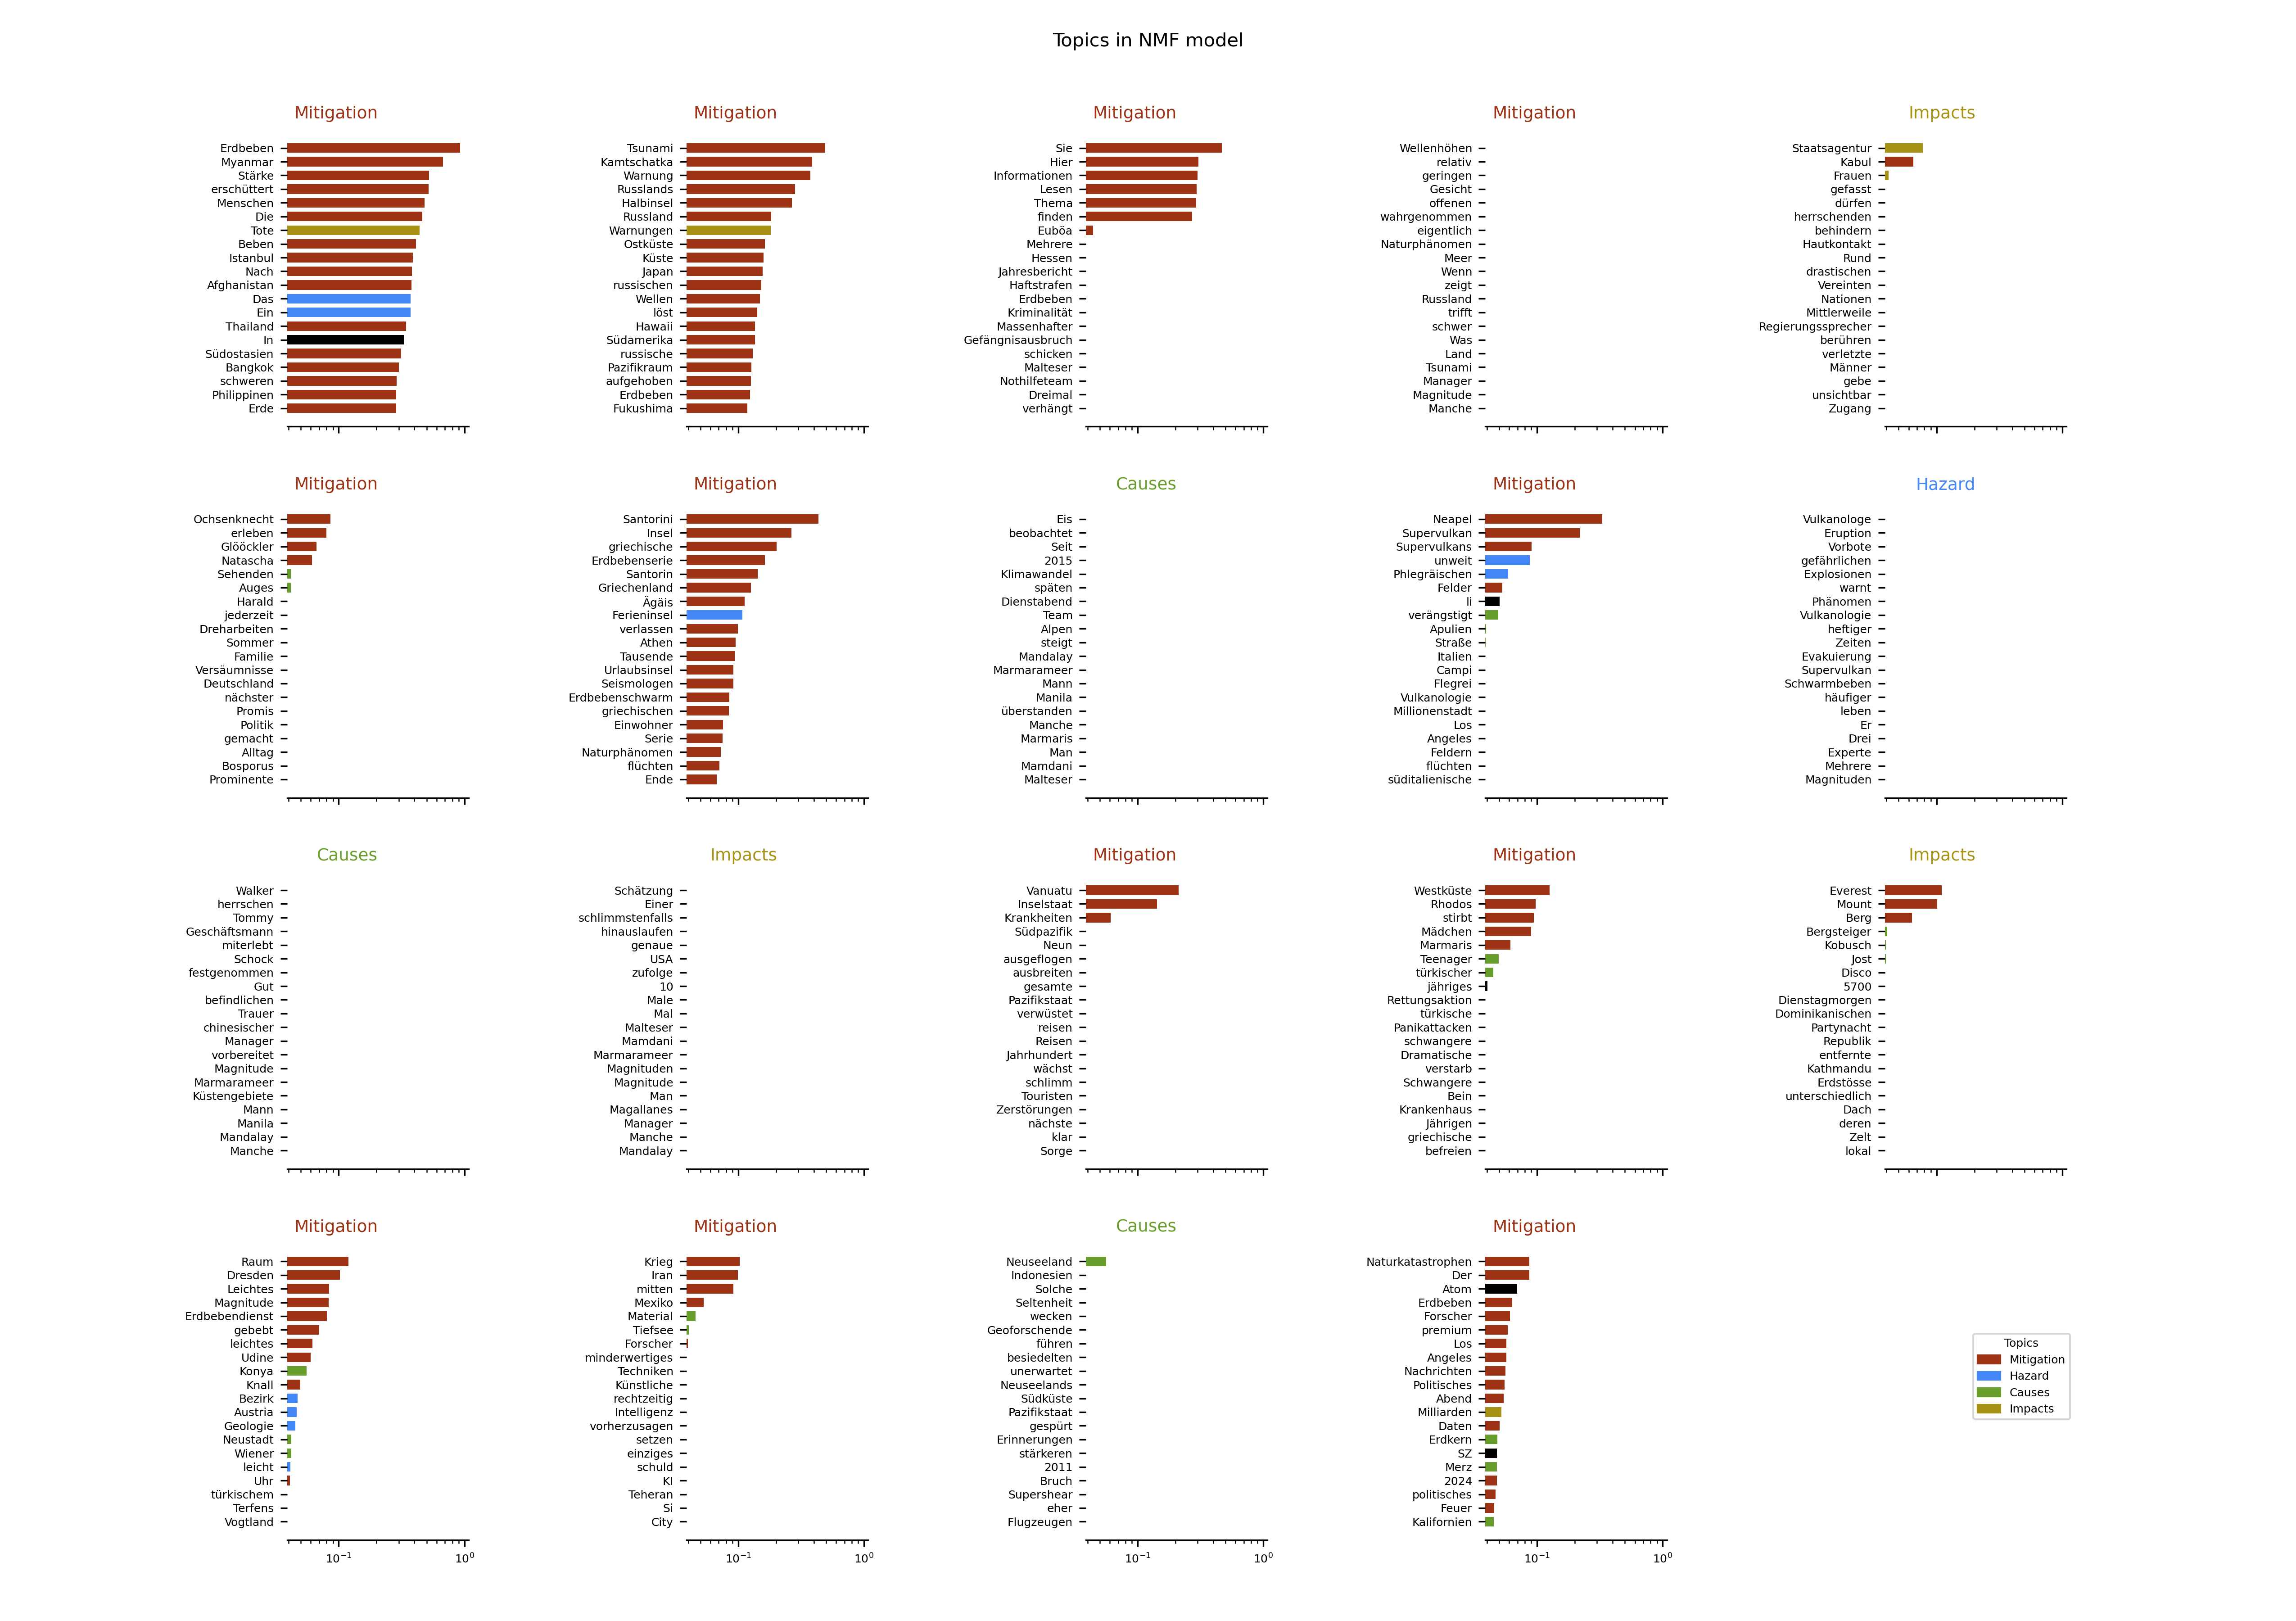 Topics in NMF model
Mitigation
Erdbeben
Myanmar
Stärke
erschüttert
Menschen
Die
Tote
Beben
Istanbul
Nach
Afghanistan
Das
Ein
Thailand
In
Südostasien
Bangkok
schweren
Philippinen
Erde
Mitigation
Tsunami
Kamtschatka
Warnung
Russlands
Halbinsel
Russland
Warnungen
Ostküste
Küste
Japan
russischen
Wellen
löst
Hawaii
Südamerika
russische
Pazifikraum
aufgehoben
Erdbeben
Fukushima
Mitigation
Sie
Hier
Informationen
Lesen
Thema
finden
Euböa
Mehrere
Hessen
Jahresbericht
Haftstrafen
Erdbeben
Kriminalität
Massenhafter
Gefängnisausbruch
schicken
Malteser
Nothilfeteam
Dreimal
verhängt
Mitigation
Wellenhöhen
relativ
geringen
Gesicht
offenen
wahrgenommen
eigentlich
Naturphänomen
Meer
Wenn
zeigt
Russland
trifft
schwer
Was
Land
Tsunami
Manager
Magnitude
Manche
Impacts
Staatsagentur
Kabul
Frauen
gefasst
dürfen
herrschenden
behindern
Hautkontakt
Rund
drastischen
Vereinten
Nationen
Mittlerweile
Regierungssprecher
berühren
verletzte
Männer
gebe
unsichtbar
Zugang
Mitigation
Ochsenknecht
erleben
Glööckler
Natascha
Sehenden
Auges
Harald
jederzeit
Dreharbeiten
Sommer
Familie
Versäumnisse
Deutschland
nächster
Promis
Politik
gemacht
Alltag
Bosporus
Prominente
Mitigation
Santorini
Insel
griechische
Erdbebenserie
Santorin
Griechenland
Ägäis
Ferieninsel
verlassen
Athen
Tausende
Urlaubsinsel
Seismologen
Erdbebenschwarm
griechischen
Einwohner
Serie
Naturphänomen
flüchten
Ende
Causes
Eis
beobachtet
Seit
2015
Klimawandel
späten
Dienstabend
Team
Alpen
steigt
Mandalay
Marmarameer
Mann
Manila
überstanden
Manche
Marmaris
Man
Mamdani
Malteser
Mitigation
Neapel
Supervulkan
Supervulkans
unweit
Phlegräischen
Felder
li
verängstigt
Apulien
Straße
Italien
Campi
Flegrei
Vulkanologie
Millionenstadt
Los
Angeles
Feldern
flüchten
süditalienische
Hazard
Vulkanologe
Eruption
Vorbote
gefährlichen
Explosionen
warnt
Phänomen
Vulkanologie
heftiger
Zeiten
Evakuierung
Supervulkan
Schwarmbeben
häufiger
leben
Er
Drei
Experte
Mehrere
Magnituden
Causes
Walker
herrschen
Tommy
Geschäftsmann
miterlebt
Schock
festgenommen
Gut
befindlichen
Trauer
chinesischer
Manager
vorbereitet
Magnitude
Marmarameer
Küstengebiete
Mann
Manila
Mandalay
Manche
Impacts
Schätzung
Einer
schlimmstenfalls
hinauslaufen
genaue
USA
zufolge
10
Male
Mal
Malteser
Mamdani
Marmarameer
Magnituden
Magnitude
Man
Magallanes
Manager
Manche
Mandalay
Mitigation
Vanuatu
Inselstaat
Krankheiten
Südpazifik
Neun
ausgeflogen
ausbreiten
gesamte
Pazifikstaat
verwüstet
reisen
Reisen
Jahrhundert
wächst
schlimm
Touristen
Zerstörungen
nächste
klar
Sorge
Mitigation
Westküste
Rhodos
stirbt
Mädchen
Marmaris
Teenager
türkischer
jähriges
Rettungsaktion
türkische
Panikattacken
schwangere
Dramatische
verstarb
Schwangere
Bein
Krankenhaus
Jährigen
griechische
befreien
Impacts
Everest
Mount
Berg
Bergsteiger
Kobusch
Jost
Disco
5700
Dienstagmorgen
Dominikanischen
Partynacht
Republik
entfernte
Kathmandu
Erdstösse
unterschiedlich
Dach
deren
Zelt
lokal
Mitigation
Raum
Dresden
Leichtes
Magnitude
Erdbebendienst
gebebt
leichtes
Udine
Konya
Knall
Bezirk
Austria
Geologie
Neustadt
Wiener
leicht
Uhr
türkischem
Terfens
Vogtland
10⁻¹ 10⁰
Mitigation
Krieg
Iran
mitten
Mexiko
Material
Tiefsee
Forscher
minderwertiges
Techniken
Künstliche
rechtzeitig
Intelligenz
vorherzusagen
setzen
einziges
schuld
KI
Teheran
Si
City
10⁻¹ 10⁰
Causes
Neuseeland
Indonesien
Solche
Seltenheit
wecken
Geoforschende
führen
besiedelten
unerwartet
Neuseelands
Südküste
Pazifikstaat
gespürt
Erinnerungen
stärkeren
2011
Bruch
Supershear
eher
Flugzeugen
10⁻¹ 10⁰
Mitigation
Naturkatastrophen
Der
Atom
Erdbeben
Forscher
premium
Los
Angeles
Nachrichten
Politisches
Abend
Milliarden
Daten
Erdkern
SZ
Merz
2024
politisches
Feuer
Kalifornien
10⁻¹ 10⁰
Topics
Mitigation
Hazard
Causes
Impacts